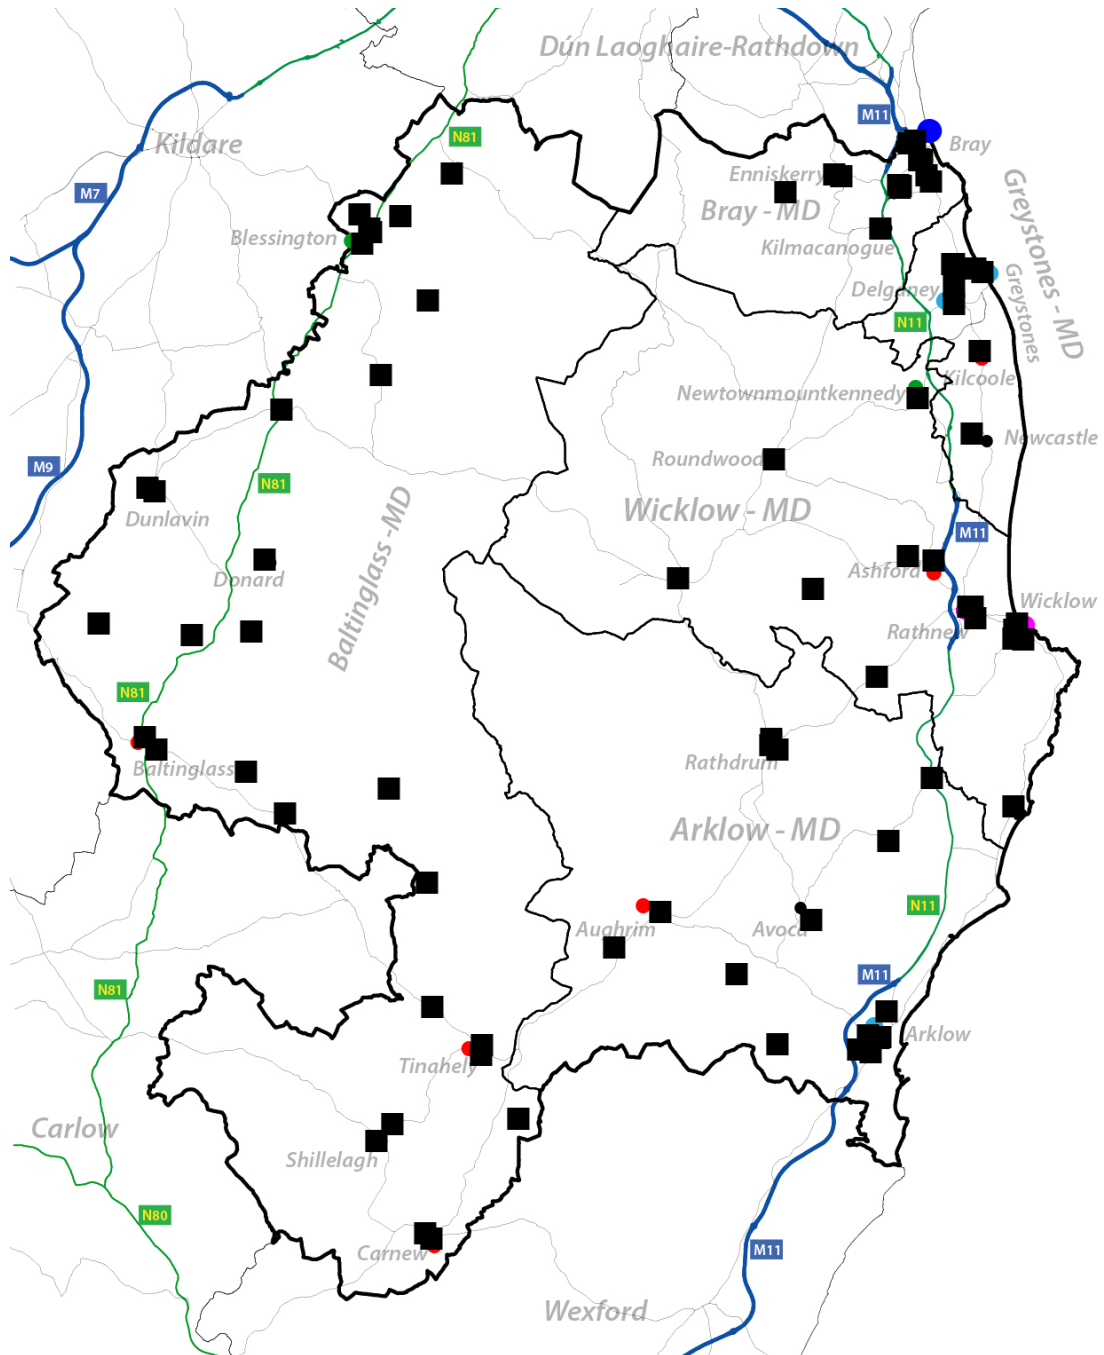 Dún Laoghaire-Rathdown
M11
N81
Kildare
Bray
Enniskerry
M7
Bray - MD
Greystones - MD
Blessington
Kilmacanogue
Delganey
Greystones
N11
Kilcoole
Newtownmountkennedy
Newcastle
Roundwood
M9
N81
Dunlavin
Wicklow - MD
M11
Baltinglass -MD
Ashford
Donard
Wicklow
Rathnew
N81
Baltinglass
Rathdrum
Arklow - MD
N11
Aughrim
Avoca
M11
N81
Arklow
Tinahely
Carlow
Shillelagh
N80
Carnew
M11
Wexford